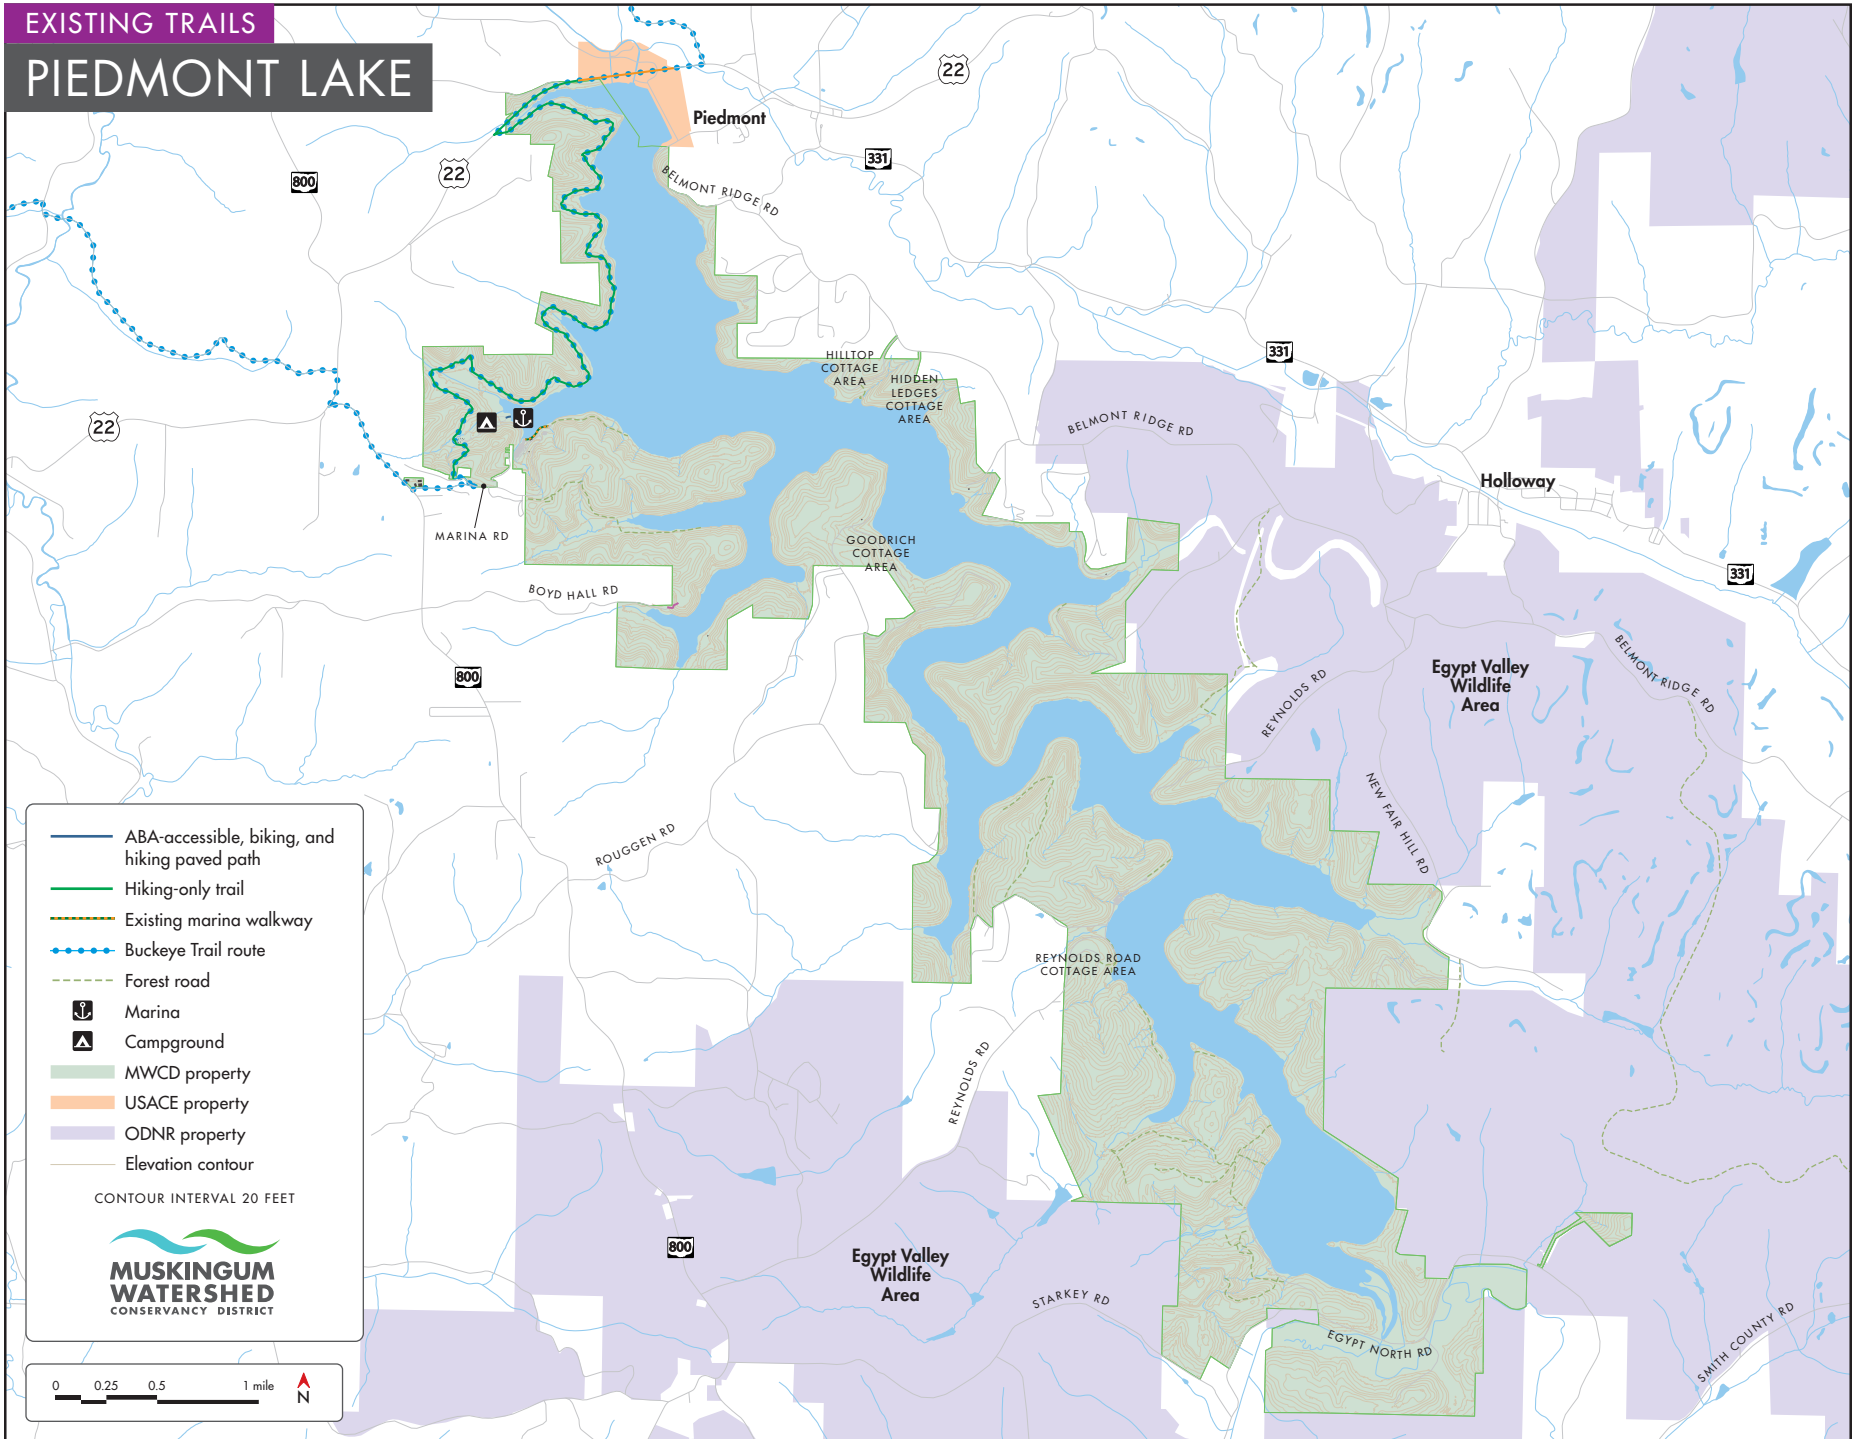 EXISTING TRAILS
PIEDMONT LAKE
22
Piedmont
331
22
800
BELMONT RIDGE RD
HILLTOP
COTTAGE
AREA
HIDDEN
LEDGES
COTTAGE
AREA
331
22
BELMONT RIDGE RD
Holloway
MARINA RD
GOODRICH
COTTAGE
AREA
331
BOYD HALL RD
800
Egypt Valley
Wildlife
Area
BELMONT RIDGE RD
REYNOLDS RD
NEW FAIR HILL RD
ROUGGEN RD
REYNOLDS ROAD
COTTAGE AREA
REYNOLDS RD
800
Egypt Valley
Wildlife
Area
STARKEY RD
EGYPT NORTH RD
SMITH COUNTY RD
ABA-accessible, biking, and
hiking paved path
Hiking-only trail
Existing marina walkway
Buckeye Trail route
Forest road
Marina
Campground
MWCD property
USACE property
ODNR property
Elevation contour
CONTOUR INTERVAL 20 FEET
MUSKINGUM
WATERSHED
CONSERVANCY DISTRICT
0 0.25 0.5 1 mile
N